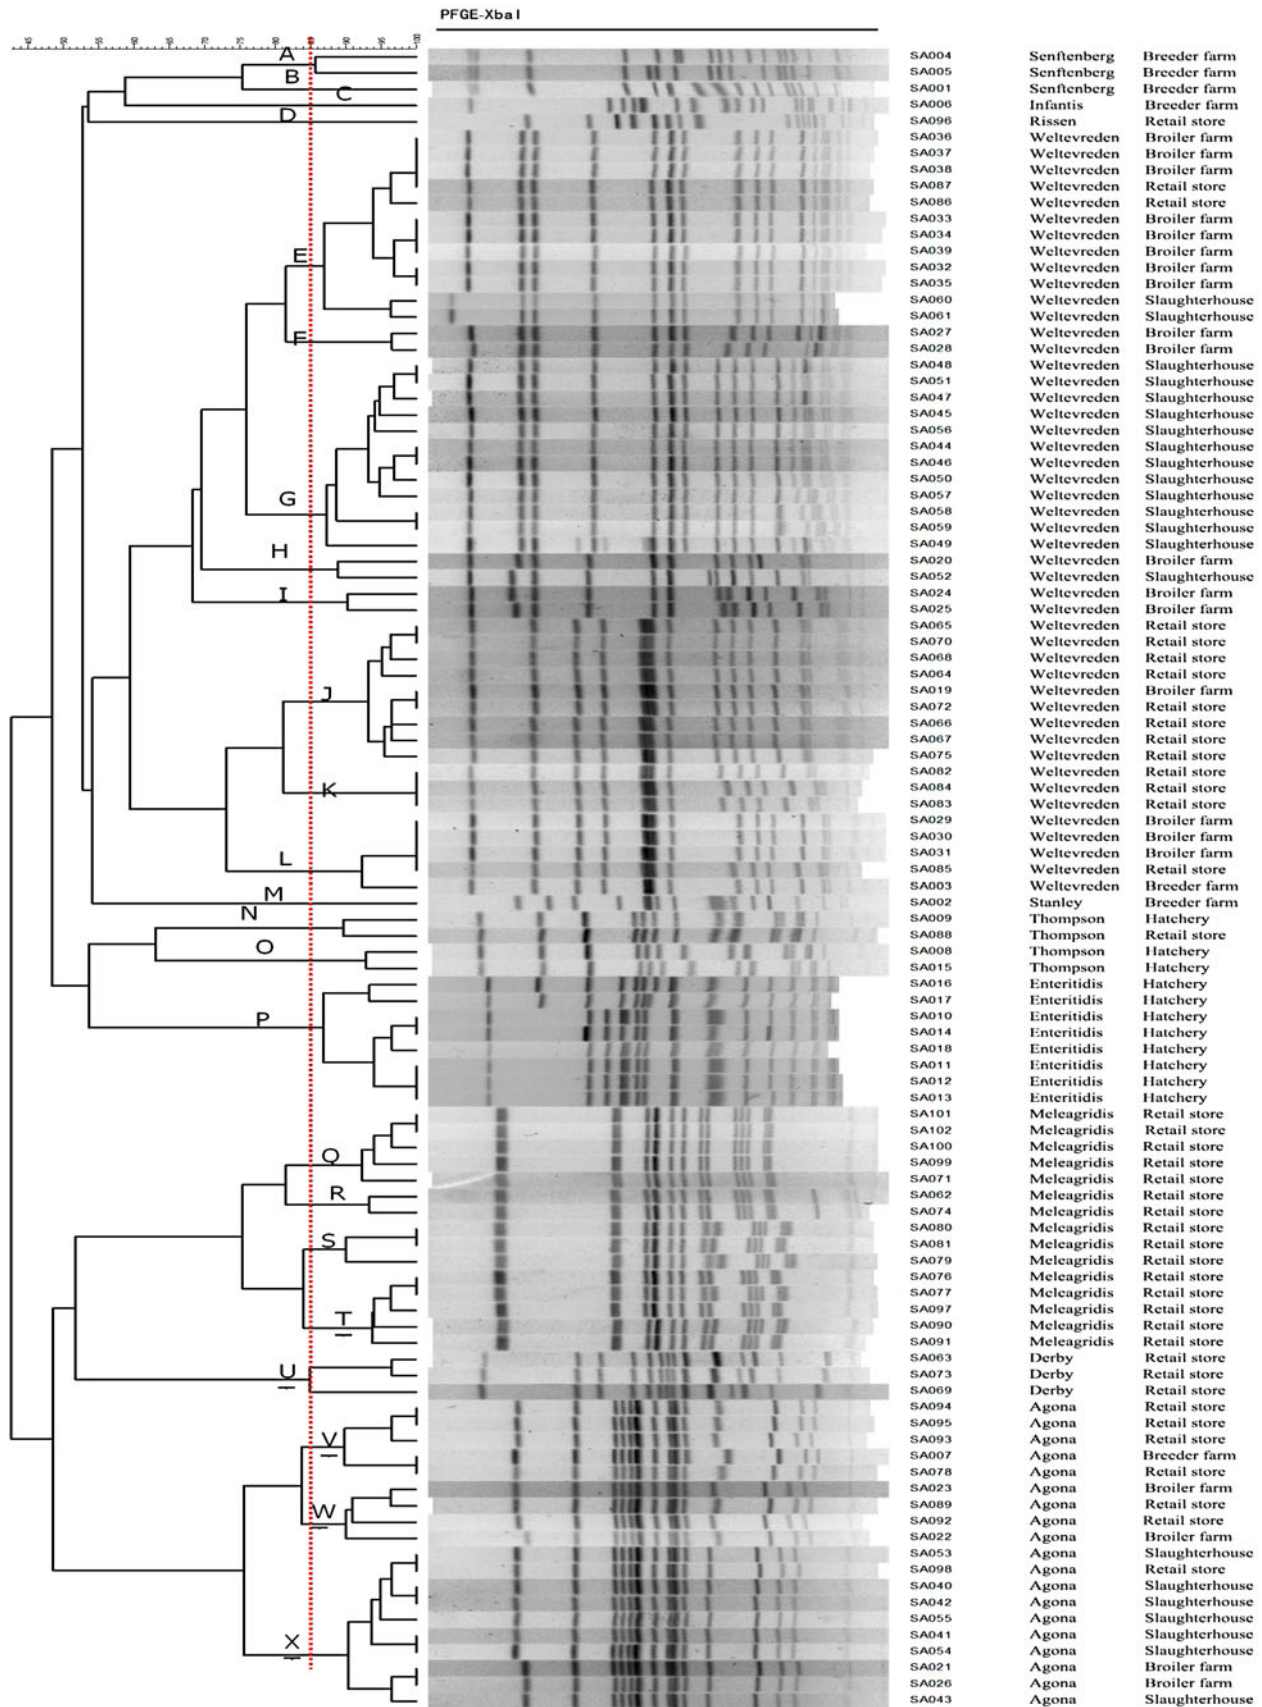 PFGE-XbaI
45 50 55 60 65 70 75 80 85 90 95 100
A SA004 Senftenberg Breeder farm
SA005 Senftenberg Breeder farm
B SA001 Senftenberg Breeder farm
C SA006 Infantis Breeder farm
D SA096 Rissen Retail store
SA036 Weltevreden Broiler farm
SA037 Weltevreden Broiler farm
SA038 Weltevreden Broiler farm
SA087 Weltevreden Retail store
SA086 Weltevreden Retail store
SA033 Weltevreden Broiler farm
SA034 Weltevreden Broiler farm
SA039 Weltevreden Broiler farm
E SA032 Weltevreden Broiler farm
SA035 Weltevreden Broiler farm
SA060 Weltevreden Slaughterhouse
SA061 Weltevreden Slaughterhouse
F SA027 Weltevreden Broiler farm
SA028 Weltevreden Broiler farm
SA048 Weltevreden Slaughterhouse
SA051 Weltevreden Slaughterhouse
SA047 Weltevreden Slaughterhouse
SA045 Weltevreden Slaughterhouse
SA056 Weltevreden Slaughterhouse
SA044 Weltevreden Slaughterhouse
SA046 Weltevreden Slaughterhouse
SA050 Weltevreden Slaughterhouse
G SA057 Weltevreden Slaughterhouse
SA058 Weltevreden Slaughterhouse
SA059 Weltevreden Slaughterhouse
SA049 Weltevreden Slaughterhouse
H SA020 Weltevreden Broiler farm
SA052 Weltevreden Slaughterhouse
I SA024 Weltevreden Broiler farm
SA025 Weltevreden Broiler farm
SA065 Weltevreden Retail store
SA070 Weltevreden Retail store
SA068 Weltevreden Retail store
SA064 Weltevreden Retail store
J SA019 Weltevreden Broiler farm
SA072 Weltevreden Retail store
SA066 Weltevreden Retail store
SA067 Weltevreden Retail store
SA075 Weltevreden Retail store
SA082 Weltevreden Retail store
K SA084 Weltevreden Retail store
SA083 Weltevreden Retail store
SA029 Weltevreden Broiler farm
SA030 Weltevreden Broiler farm
L SA031 Weltevreden Broiler farm
SA085 Weltevreden Retail store
SA003 Weltevreden Breeder farm
M SA002 Stanley Breeder farm
N SA009 Thompson Hatchery
SA088 Thompson Retail store
O SA008 Thompson Hatchery
SA015 Thompson Hatchery
SA016 Enteritidis Hatchery
SA017 Enteritidis Hatchery
P SA010 Enteritidis Hatchery
SA014 Enteritidis Hatchery
SA018 Enteritidis Hatchery
SA011 Enteritidis Hatchery
SA012 Enteritidis Hatchery
SA013 Enteritidis Hatchery
SA101 Meleagridis Retail store
SA102 Meleagridis Retail store
SA100 Meleagridis Retail store
Q SA099 Meleagridis Retail store
SA071 Meleagridis Retail store
R SA062 Meleagridis Retail store
SA074 Meleagridis Retail store
SA080 Meleagridis Retail store
S SA081 Meleagridis Retail store
SA079 Meleagridis Retail store
SA076 Meleagridis Retail store
SA077 Meleagridis Retail store
SA097 Meleagridis Retail store
T SA090 Meleagridis Retail store
SA091 Meleagridis Retail store
SA063 Derby Retail store
U SA073 Derby Retail store
SA069 Derby Retail store
SA094 Agona Retail store
SA095 Agona Retail store
V SA093 Agona Retail store
SA007 Agona Breeder farm
SA078 Agona Retail store
SA023 Agona Broiler farm
W SA089 Agona Retail store
SA092 Agona Retail store
SA022 Agona Broiler farm
SA053 Agona Slaughterhouse
SA098 Agona Retail store
SA040 Agona Slaughterhouse
SA042 Agona Slaughterhouse
SA055 Agona Slaughterhouse
X SA041 Agona Slaughterhouse
SA054 Agona Slaughterhouse
SA021 Agona Broiler farm
SA026 Agona Broiler farm
SA043 Agona Slaughterhouse